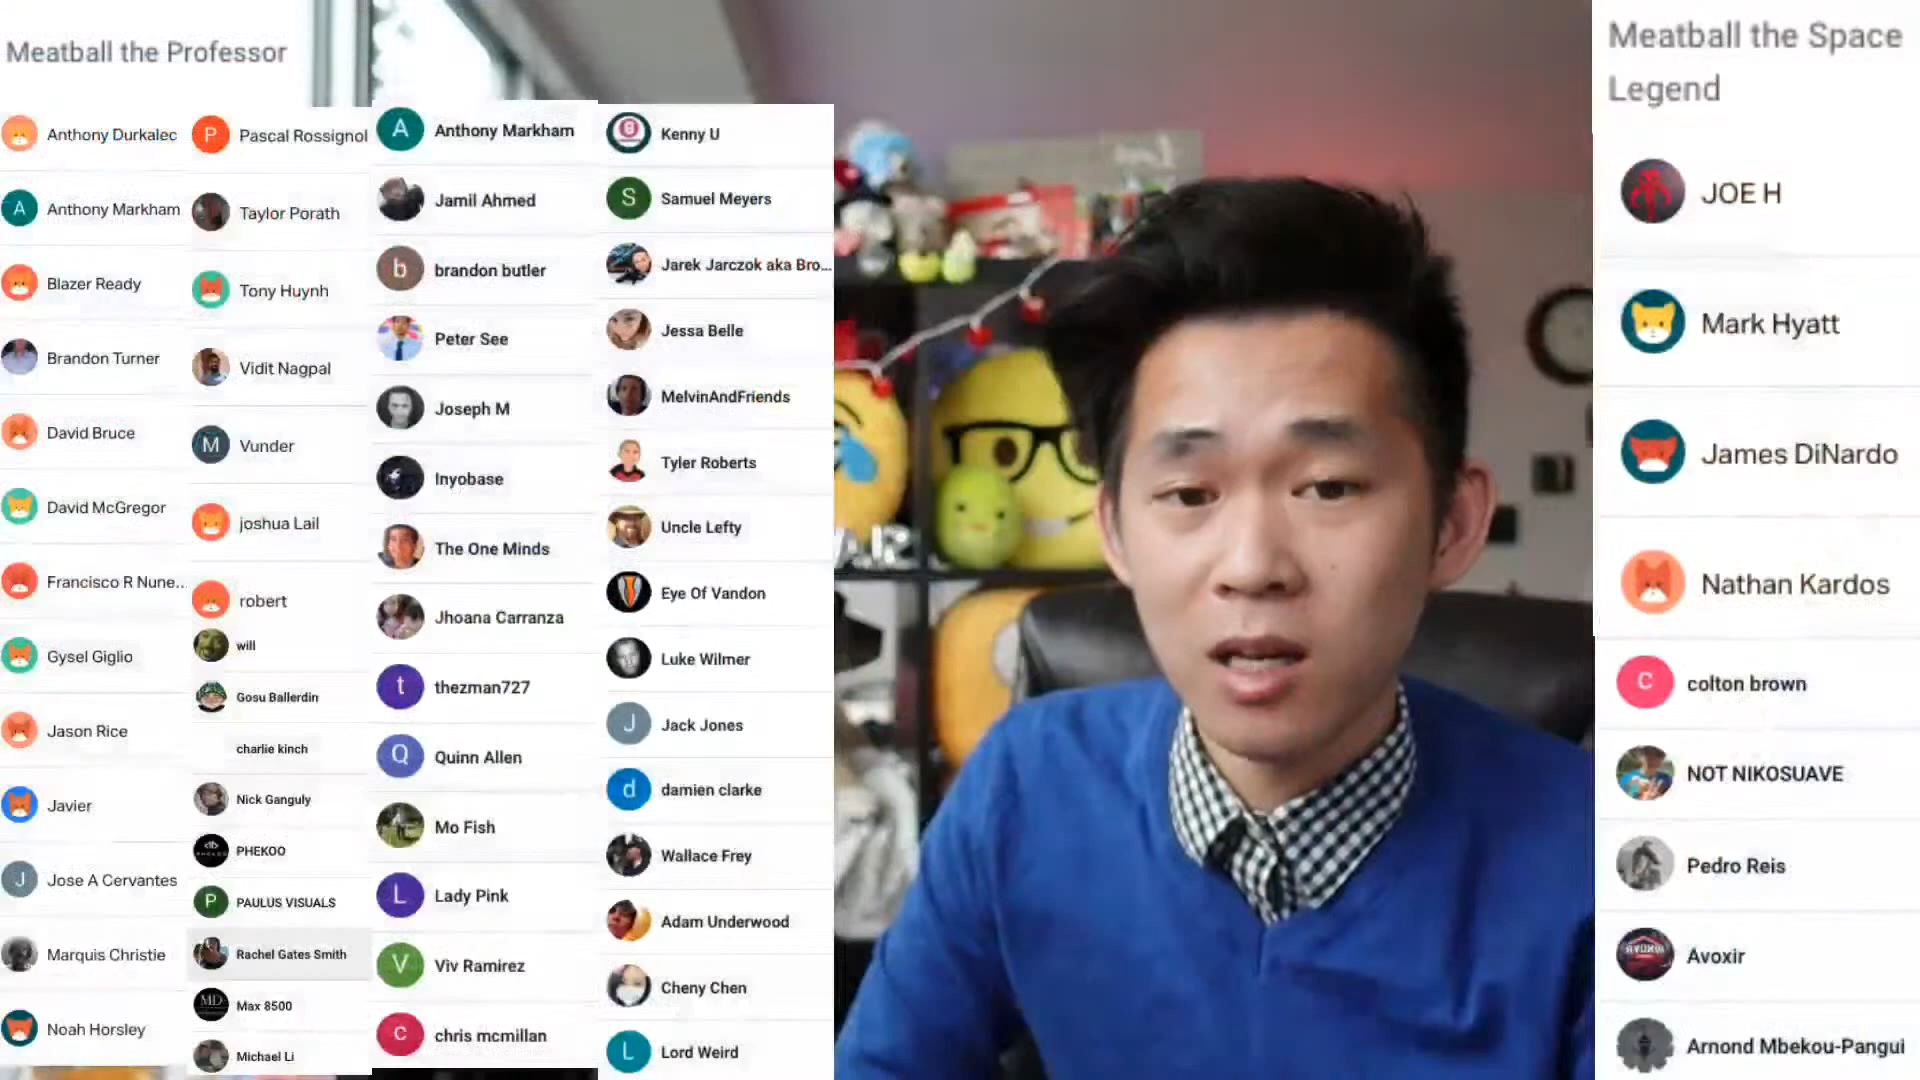 Meatball the Professor
Anthony Durkalec
Anthony Markham
Blazer Ready
Brandon Turner
David Bruce
David McGregor
Francisco R Nune...
Gysel Giglio
Jason Rice
Javier
Jose A Cervantes
Marquis Christie
Noah Horsley
Pascal Rossignol
Taylor Porath
Tony Huynh
Vidit Nagpal
Vunder
joshua Lail
robert
will
Gosu Ballerdin
charlie kinch
Nick Ganguly
PHEKOO
PAULUS VISUALS
Rachel Gates Smith
Max 8500
Michael Li
Anthony Markham
Jamil Ahmed
brandon butler
Peter See
Joseph M
Inyobase
The One Minds
Jhoana Carranza
thezman727
Quinn Allen
Mo Fish
Lady Pink
Viv Ramirez
chris mcmillan
Kenny U
Samuel Meyers
Jarek Jarczok aka Bro...
Jessa Belle
MelvinAndFriends
Tyler Roberts
Uncle Lefty
Eye Of Vandon
Luke Wilmer
Jack Jones
damien clarke
Wallace Frey
Adam Underwood
Cheny Chen
Lord Weird
Meatball the Space
Legend
JOE H
Mark Hyatt
James DiNardo
Nathan Kardos
colton brown
NOT NIKOSUAVE
Pedro Reis
Avoxir
Arnond Mbekou-Pangui